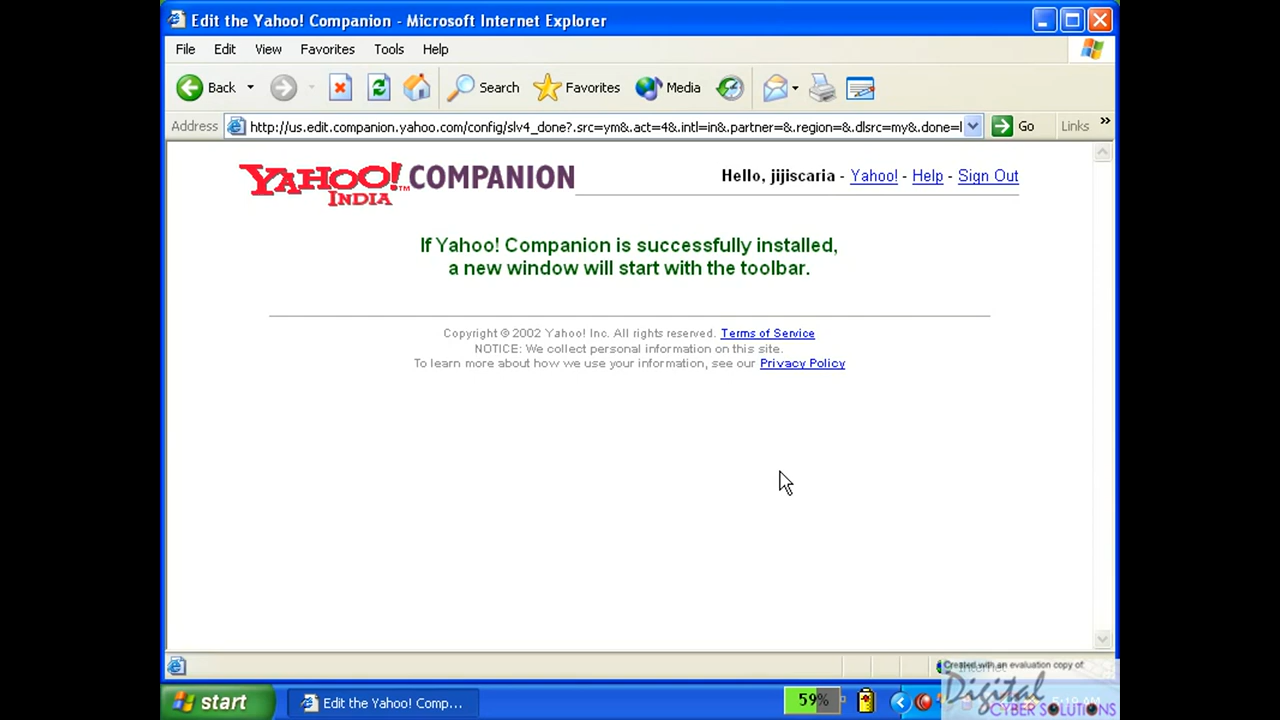 Edit the Yahoo! Companion - Microsoft Internet Explorer
File Edit View Favorites Tools Help
Back Search Favorites Media
Address http://us.edit.companion.yahoo.com/config/slv4_done?.src=ym&.act=4&.intl=in&.partner=&.region=&.dlsrc=my&.done= Go Links »
YAHOO! COMPANION
INDIA
Hello, jijiscaria - Yahoo! - Help - Sign Out
If Yahoo! Companion is successfully installed,
a new window will start with the toolbar.
Copyright © 2002 Yahoo! Inc. All rights reserved. Terms of Service
NOTICE: We collect personal information on this site.
To learn more about how we use your information, see our Privacy Policy
Internet
Created with an evaluation copy of
start Edit the Yahoo! Comp... 59%
Digital
CYBER SOLUTIONS